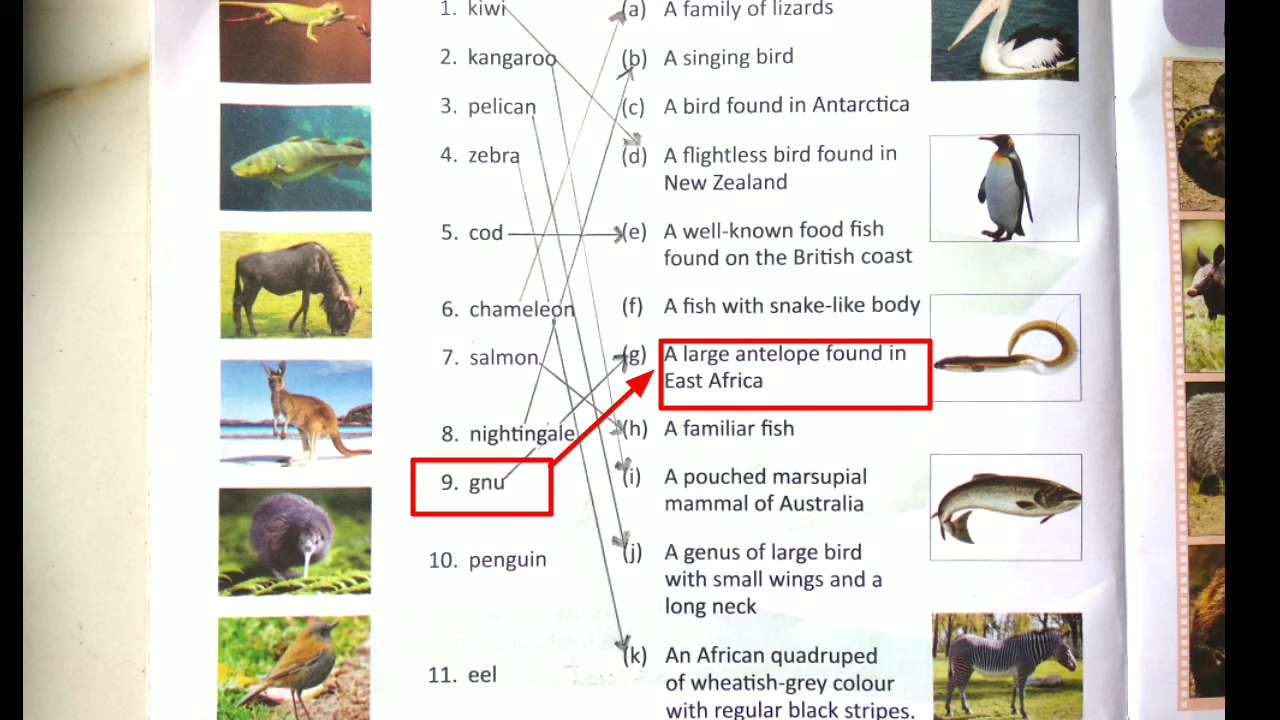 1. kiwi
2. kangaroo
3. pelican
4. zebra
5. cod
6. chameleon
7. salmon
8. nightingale
9. gnu
10. penguin
11. eel
(a) A family of lizards
(b) A singing bird
(c) A bird found in Antarctica
(d) A flightless bird found in
New Zealand
(e) A well-known food fish
found on the British coast
(f) A fish with snake-like body
(g) A large antelope found in
East Africa
(h) A familiar fish
(i) A pouched marsupial
mammal of Australia
(j) A genus of large bird
with small wings and a
long neck
(k) An African quadruped
of wheatish-grey colour
with regular black stripes.